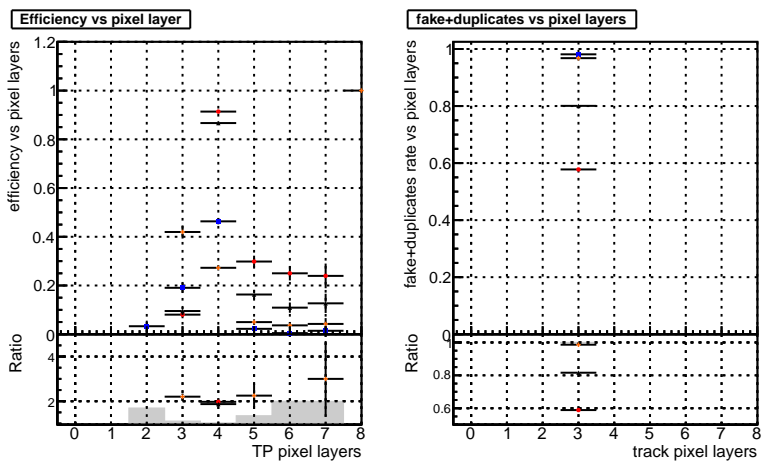 Efficiency vs pixel layer
efficiency vs pixel layers
1.2
1
0.8
0.6
0.4
0.2
0
Ratio
4
2
0 1 2 3 4 5 6 7 8
TP pixel layers
fake+duplicates vs pixel layers
fake+duplicates rate vs pixel layers
1
0.8
0.6
0.4
0.2
0
Ratio
1
0.8
0.6
0 1 2 3 4 5 6 7 8
track pixel layers